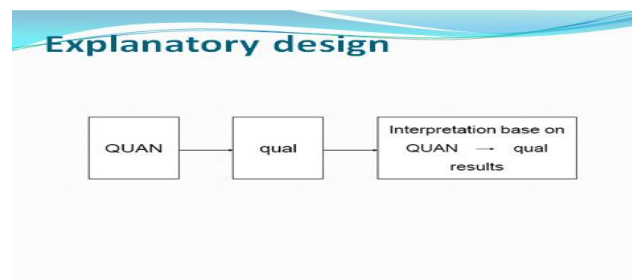 Explanatory design
QUAN
qual
Interpretation base on
QUAN → qual
results